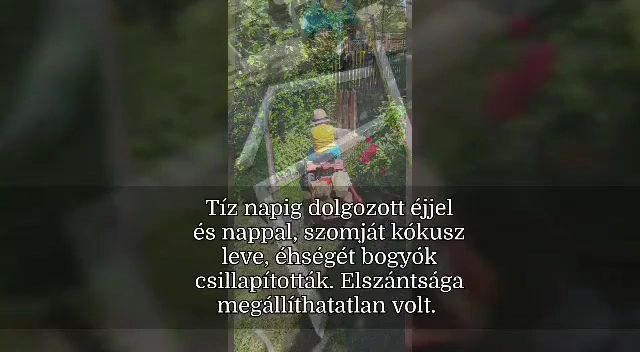 Tíz napig dolgozott éjjel
és nappal, szomját kókusz
leve, éhségét bogyók
csillapították. Elszántsága
megállíthatatlan volt.